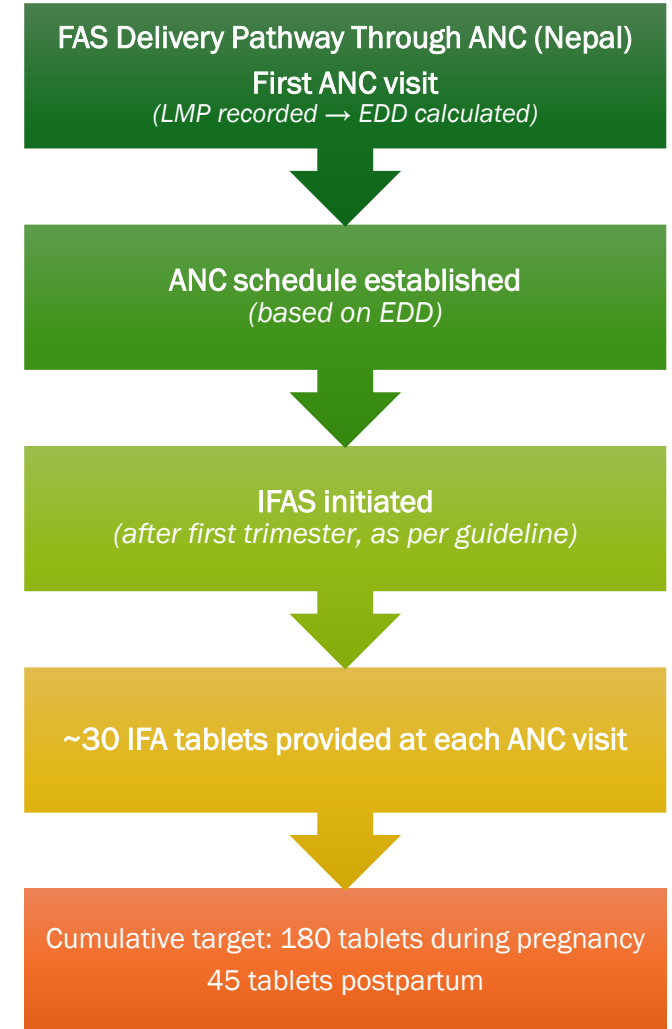 FAS Delivery Pathway Through ANC (Nepal)
First ANC visit
(LMP recorded → EDD calculated)
ANC schedule established
(based on EDD)
IFAS initiated
(after first trimester, as per guideline)
~30 IFA tablets provided at each ANC visit
Cumulative target: 180 tablets during pregnancy
45 tablets postpartum